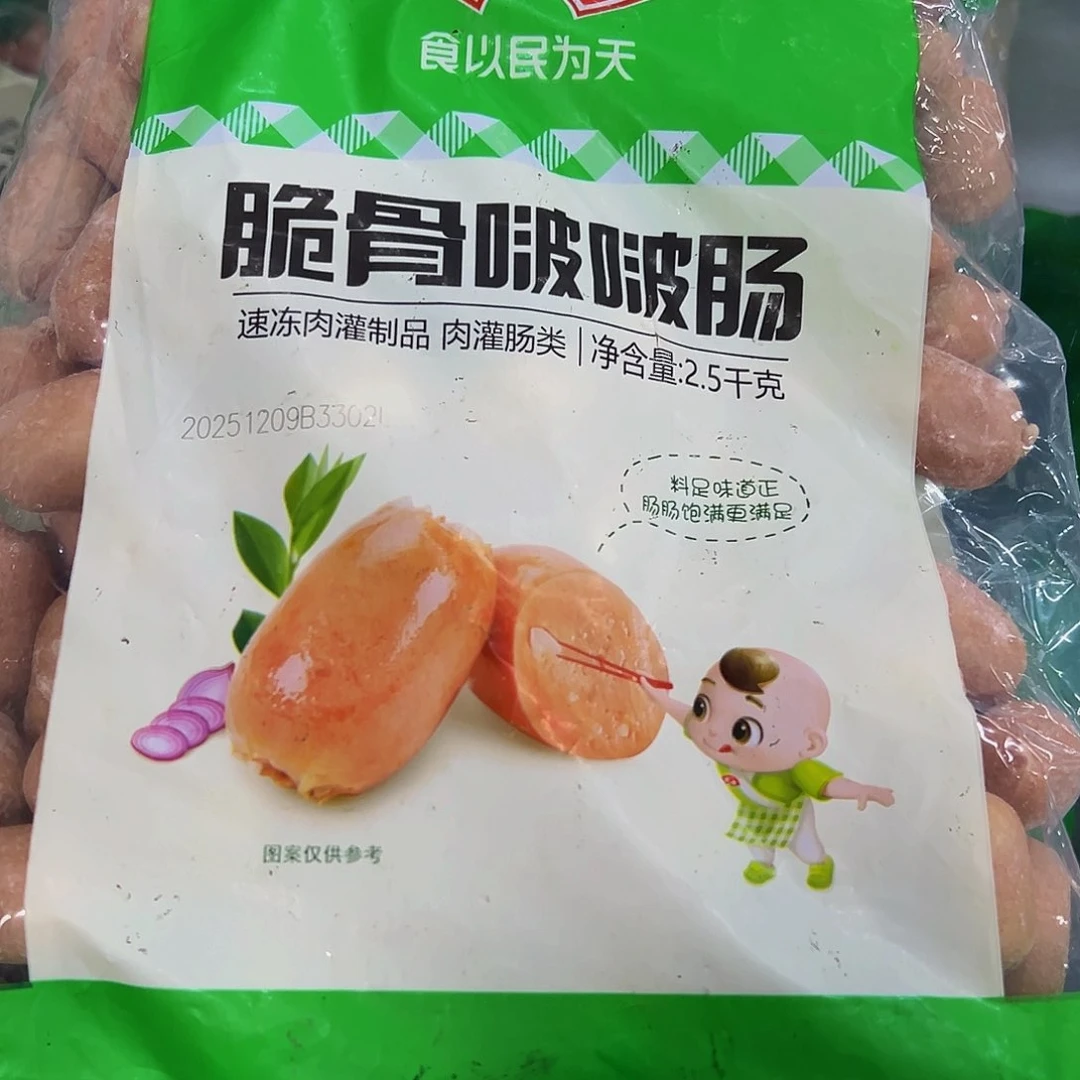 食以民为天
脆骨啵啵肠
速冻肉灌制品 肉灌肠类|净含量:2.5千克
20251209B3302
料足味道正
肠肠饱满更满足
图案仅供参考